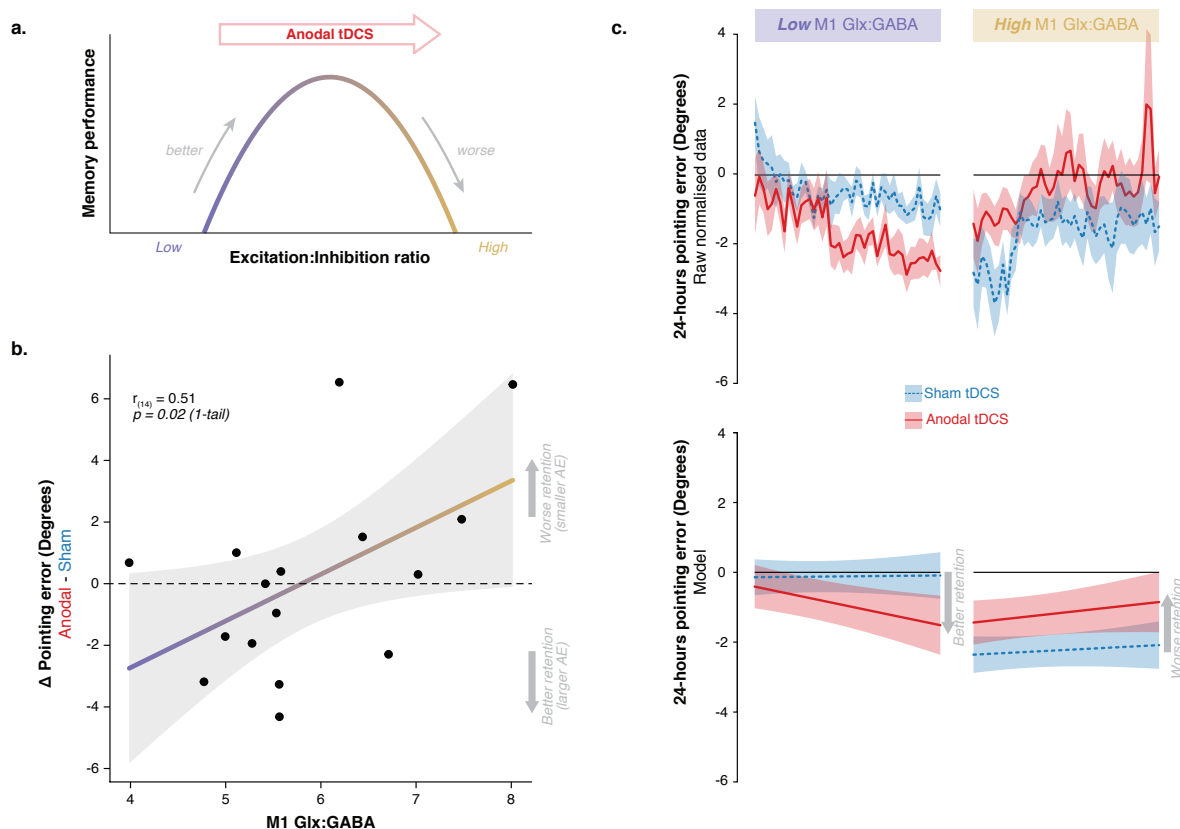 a.
Anodal tDCS
Memory performance
better
worse
Low
High
Excitation:Inhibition ratio
b.
r(14) = 0.51
p = 0.02 (1-tail)
Δ Pointing error (Degrees)
Anodal - Sham
6
4
2
0
-2
-4
-6
Worse retention
(smaller AE)
Better retention
(larger AE)
4
5
6
7
8
M1 Glx:GABA
c.
Low M1 Glx:GABA
High M1 Glx:GABA
24-hours pointing error (Degrees)
Raw normalised data
4
2
0
-2
-4
-6
Sham tDCS
Anodal tDCS
24-hours pointing error (Degrees)
Model
4
2
0
-2
-4
-6
Better retention
Worse retention